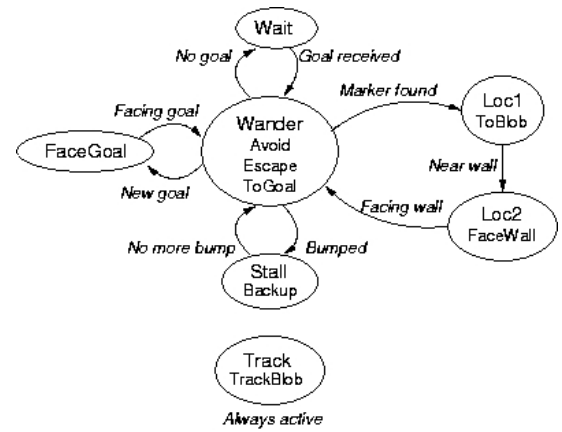 Wait
No goal
Goal received
Facing goal
Marker found
Loc1
ToBlob
Wander
Avoid
Escape
ToGoal
FaceGoal
Near wall
New goal
Facing wall
Loc2
FaceWall
No more bump
Bumped
Stall
Backup
Track
TrackBlob
Always active